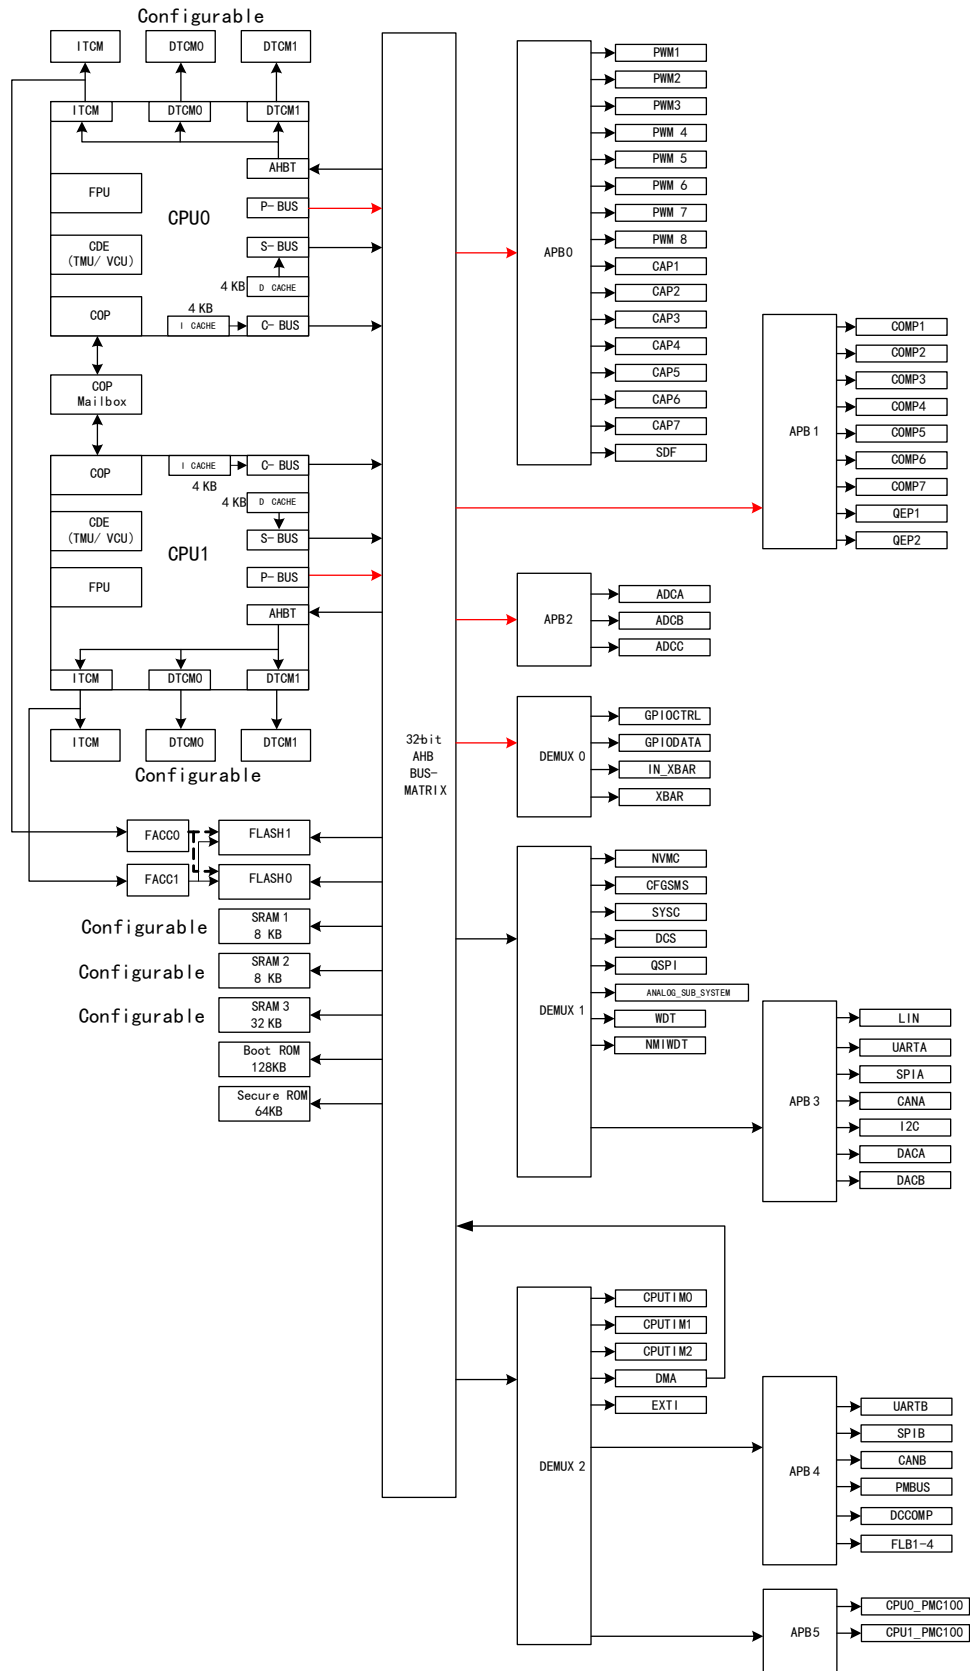 Configurable
ITCM
DTCM0
DTCM1
ITCM
DTCM0
DTCM1
AHBT
FPU
P-BUS
CPU0
CDE
(TMU/VCU)
S-BUS
4 KB
D CACHE
4 KB
COP
I CACHE
C-BUS
COP
Mailbox
COP
I CACHE
C-BUS
4 KB
4 KB
D CACHE
CDE
(TMU/VCU)
S-BUS
CPU1
FPU
P-BUS
AHBT
ITCM
DTCM0
DTCM1
ITCM
DTCM0
DTCM1
Configurable
FACC0
FLASH1
FACC1
FLASH0
Configurable
SRAM 1
8 KB
Configurable
SRAM 2
8 KB
Configurable
SRAM 3
32 KB
Boot ROM
128KB
Secure ROM
64KB
32-bit
AHB
BUS-
MATRIX
APB0
PWM1
PWM2
PWM3
PWM 4
PWM 5
PWM 6
PWM 7
PWM 8
CAP1
CAP2
CAP3
CAP4
CAP5
CAP6
CAP7
SDF
APB1
COMP1
COMP2
COMP3
COMP4
COMP5
COMP6
COMP7
QEP1
QEP2
APB2
ADCA
ADCB
ADCC
DEMUX 0
GPIOCTRL
GPIODATA
IN_XBAR
XBAR
DEMUX 1
NVMC
CFGSMS
SYSC
DCS
QSPI
ANALOG_SUB_SYSTEM
WDT
NMIWDT
APB3
LIN
UARTA
SPIA
CANA
I2C
DACA
DACB
DEMUX 2
CPUTIM0
CPUTIM1
CPUTIM2
DMA
EXTI
APB4
UARTB
SPIB
CANB
PMBUS
DCCOMP
FLB1-4
APB5
CPU0_PMC100
CPU1_PMC100